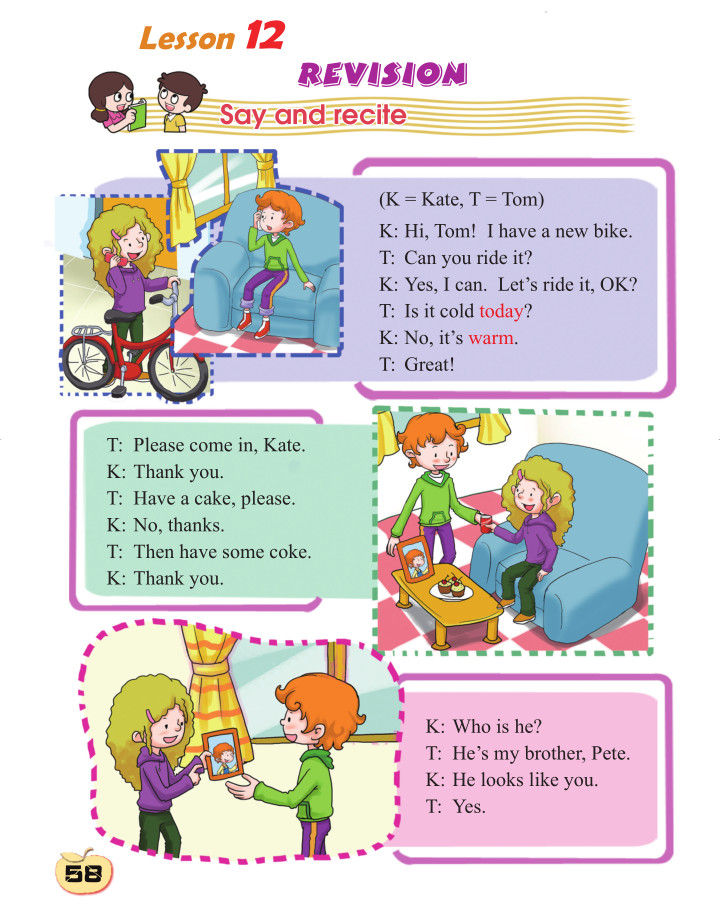 Lesson 12
REVISION
Say and recite
(K = Kate, T = Tom)
K: Hi, Tom! I have a new bike.
T: Can you ride it?
K: Yes, I can. Let's ride it, OK?
T: Is it cold today?
K: No, it's warm.
T: Great!
T: Please come in, Kate.
K: Thank you.
T: Have a cake, please.
K: No, thanks.
T: Then have some coke.
K: Thank you.
K: Who is he?
T: He's my brother, Pete.
K: He looks like you.
T: Yes.
58